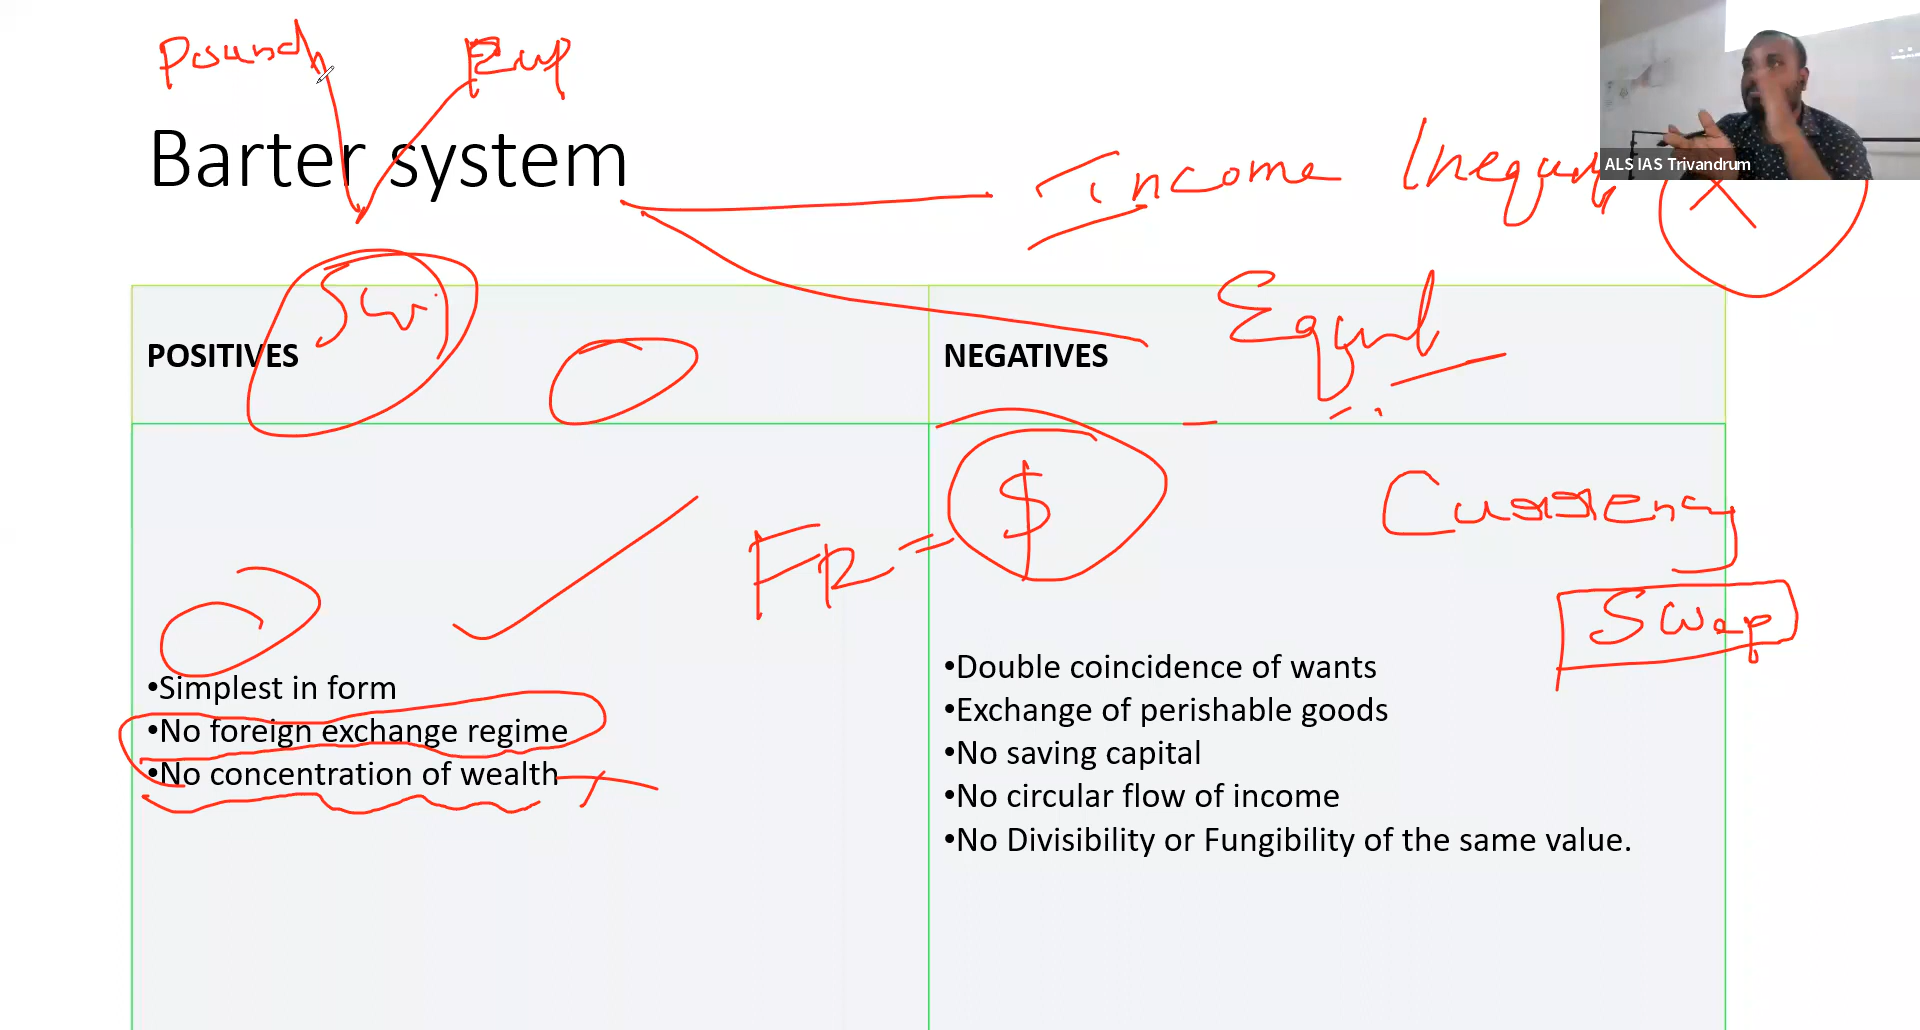 Pound Rup
ALS IAS Trivandrum
Barter system
Income
Equal
Sw
POSITIVES
NEGATIVES
$
Currency
FR =
Swap
•Simplest in form
•No foreign exchange regime
•No concentration of wealth
•Double coincidence of wants
•Exchange of perishable goods
•No saving capital
•No circular flow of income
•No Divisibility or Fungibility of the same value.